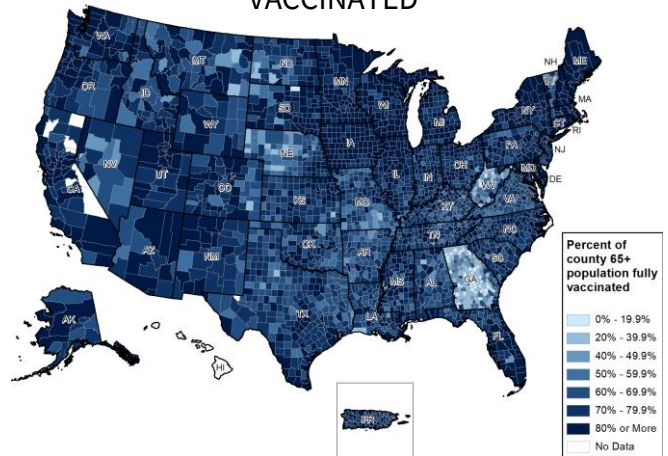 VACCINATED
WA
MT
ND
MN
OR
ID
SD
WI
MI
NH
ME
NY
MA
CT
RI
WY
NE
IA
PA
NJ
NV
UT
CO
IL
IN
OH
MD
DE
CA
KS
MO
KY
WV
VA
AZ
NM
OK
AR
TN
NC
SC
TX
LA
MS
AL
GA
FL
AK
HI
PR
Percent of
county 65+
population fully
vaccinated
0% - 19.9%
20% - 39.9%
40% - 49.9%
50% - 59.9%
60% - 69.9%
70% - 79.9%
80% or More
No Data